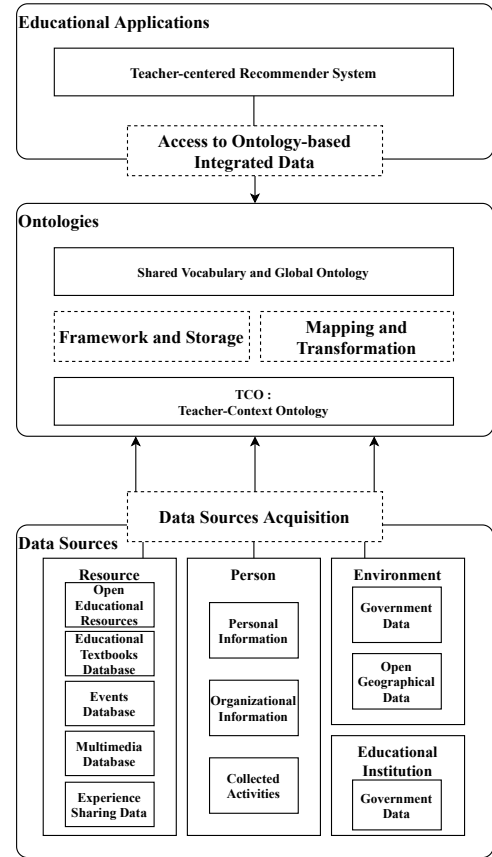 Educational Applications
Teacher-centered Recommender System
Access to Ontology-based
Integrated Data
Ontologies
Shared Vocabulary and Global Ontology
Framework and Storage
Mapping and
Transformation
TCO :
Teacher-Context Ontology
Data Sources Acquisition
Data Sources
Resource
Open
Educational
Resources
Educational
Textbooks
Database
Events
Database
Multimedia
Database
Experience
Sharing Data
Person
Personal
Information
Organizational
Information
Collected
Activities
Environment
Government
Data
Open
Geographical
Data
Educational
Institution
Government
Data